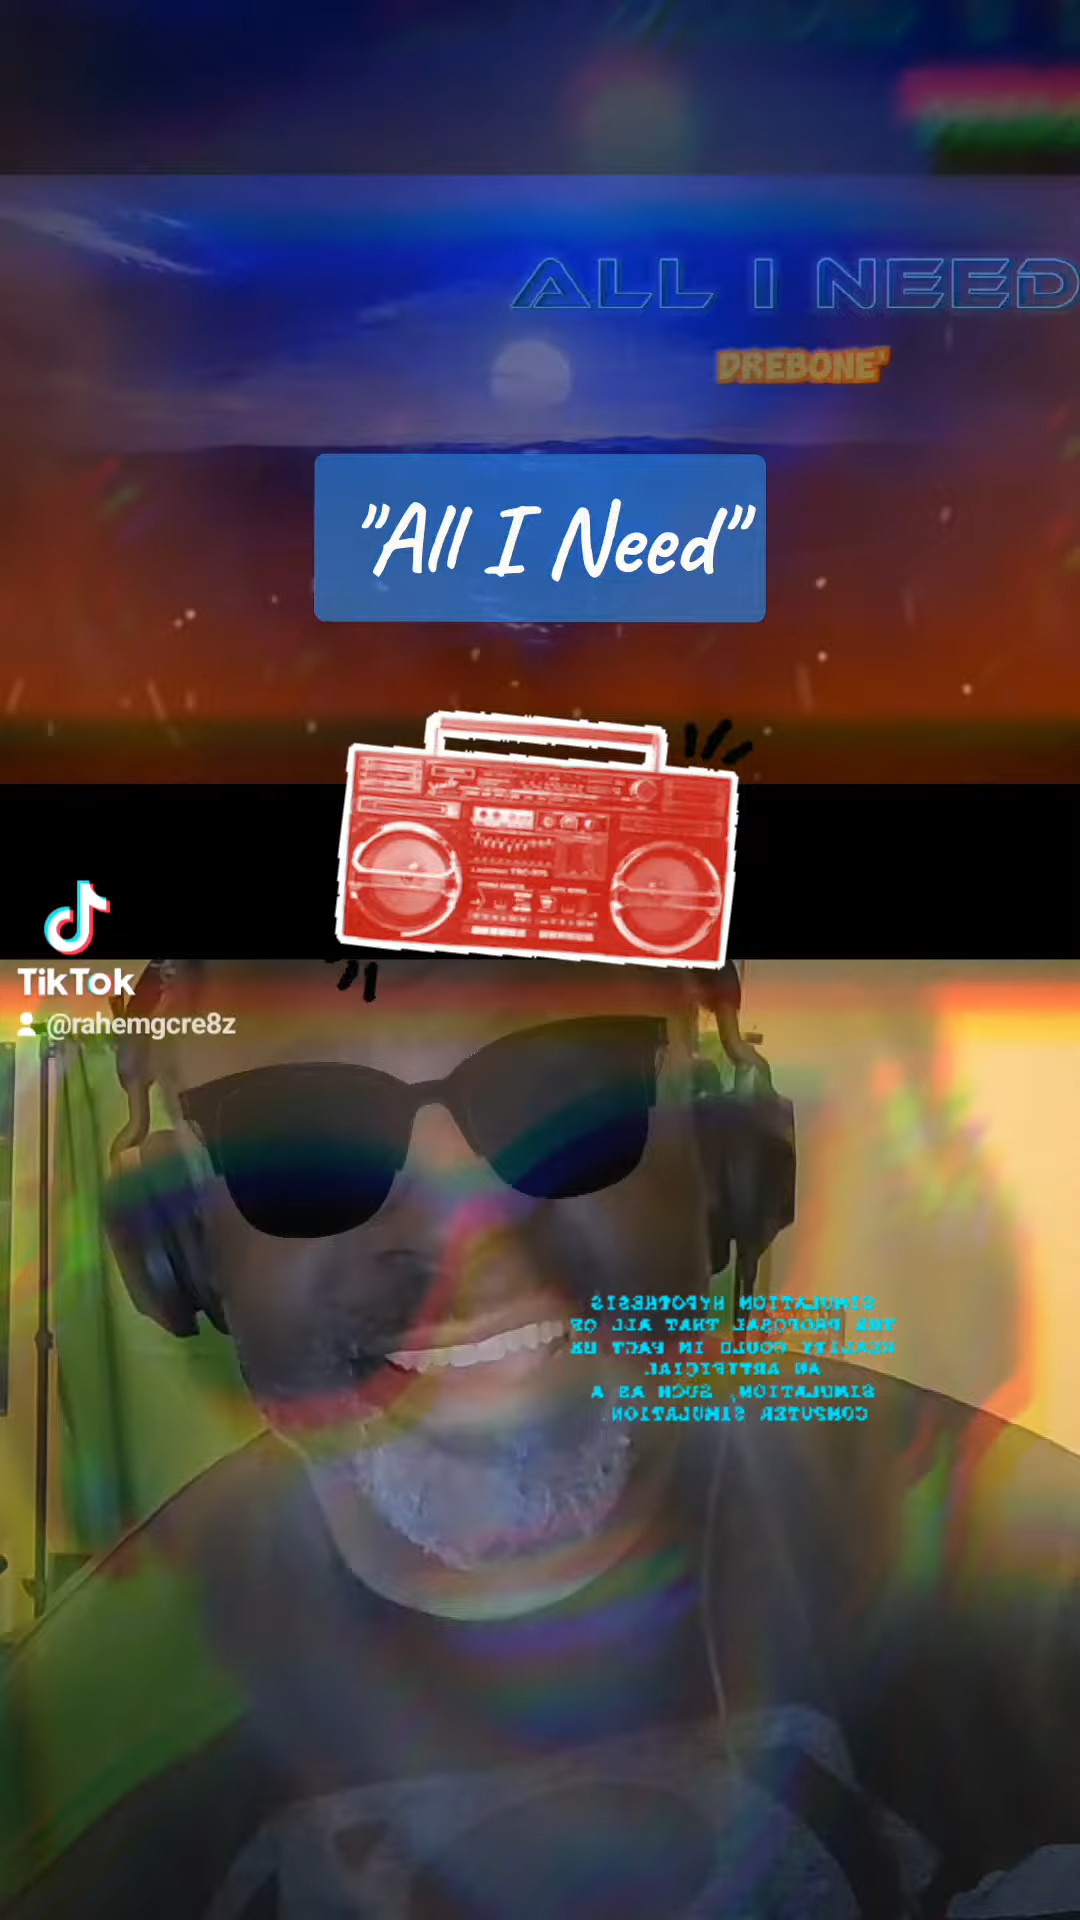 ALL I NEED
DREBONE'
"All I Need"
TikTok
@rahemgcre8z
SIMULATION HYPOTHESIS
THE PROPOSAL THAT ALL OF
REALITY COULD IN FACT BE
AN ARTIFICIAL
SIMULATION, SUCH AS A
COMPUTER SIMULATION.